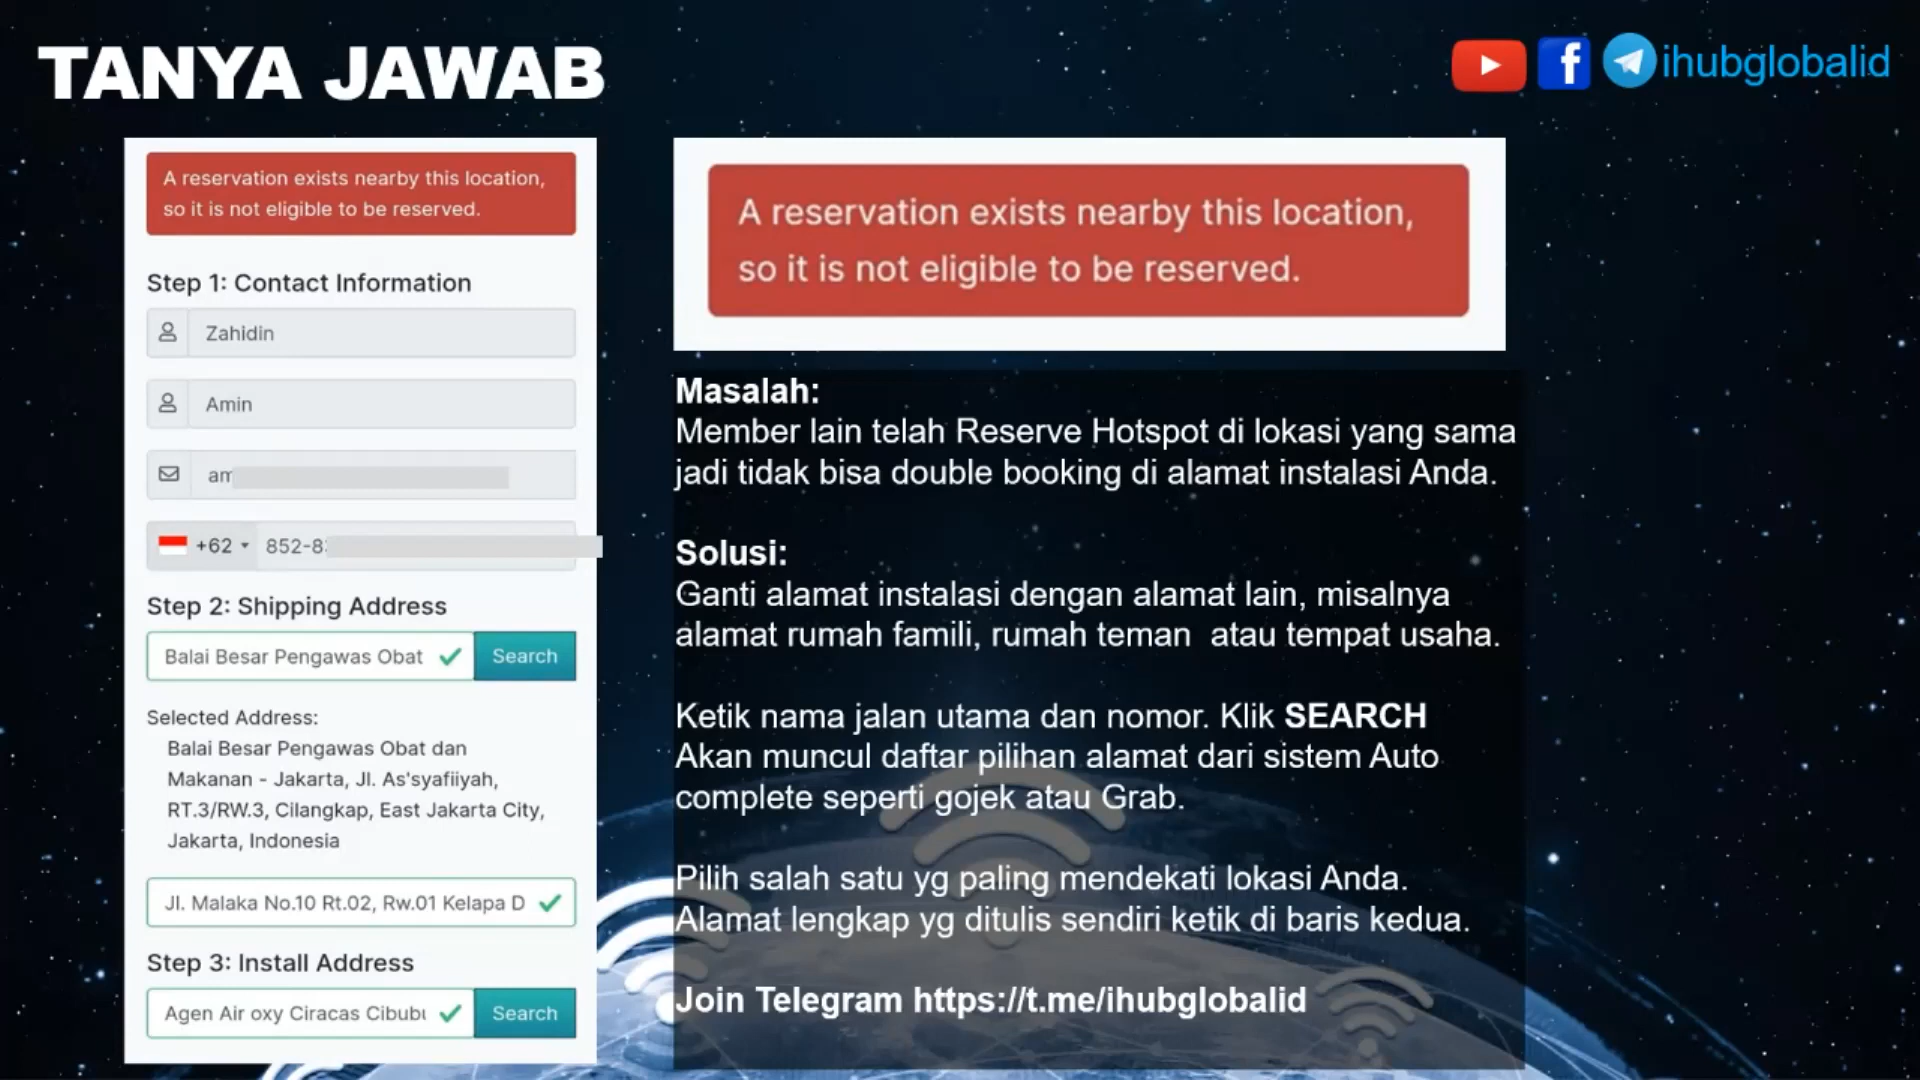 TANYA JAWAB
ihubglobalid
A reservation exists nearby this location,
so it is not eligible to be reserved.
Step 1: Contact Information
Zahidin
Amin
am
+62 852-8
Step 2: Shipping Address
Balai Besar Pengawas Obat
Search
Selected Address:
Balai Besar Pengawas Obat dan
Makanan - Jakarta, Jl. As'syafiiyah,
RT.3/RW.3, Cilangkap, East Jakarta City,
Jakarta, Indonesia
Jl. Malaka No.10 Rt.02, Rw.01 Kelapa D
Step 3: Install Address
Agen Air oxy Ciracas Cibubu
Search
A reservation exists nearby this location,
so it is not eligible to be reserved.
Masalah:
Member lain telah Reserve Hotspot di lokasi yang sama
jadi tidak bisa double booking di alamat instalasi Anda.
Solusi:
Ganti alamat instalasi dengan alamat lain, misalnya
alamat rumah famili, rumah teman atau tempat usaha.
Ketik nama jalan utama dan nomor. Klik SEARCH
Akan muncul daftar pilihan alamat dari sistem Auto
complete seperti gojek atau Grab.
Pilih salah satu yg paling mendekati lokasi Anda.
Alamat lengkap yg ditulis sendiri ketik di baris kedua.
Join Telegram https://t.me/ihubglobalid